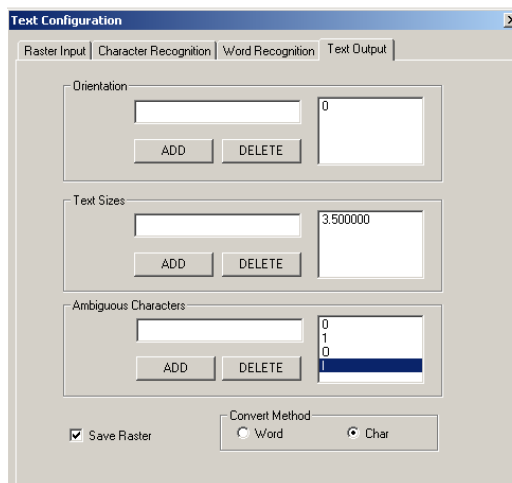 Text Configuration
Raster Input Character Recognition Word Recognition Text Output
Orientation
0
ADD DELETE
Text Sizes
3.500000
ADD DELETE
Ambiguous Characters
0
1
O
I
ADD DELETE
Save Raster
Convert Method
Word Char